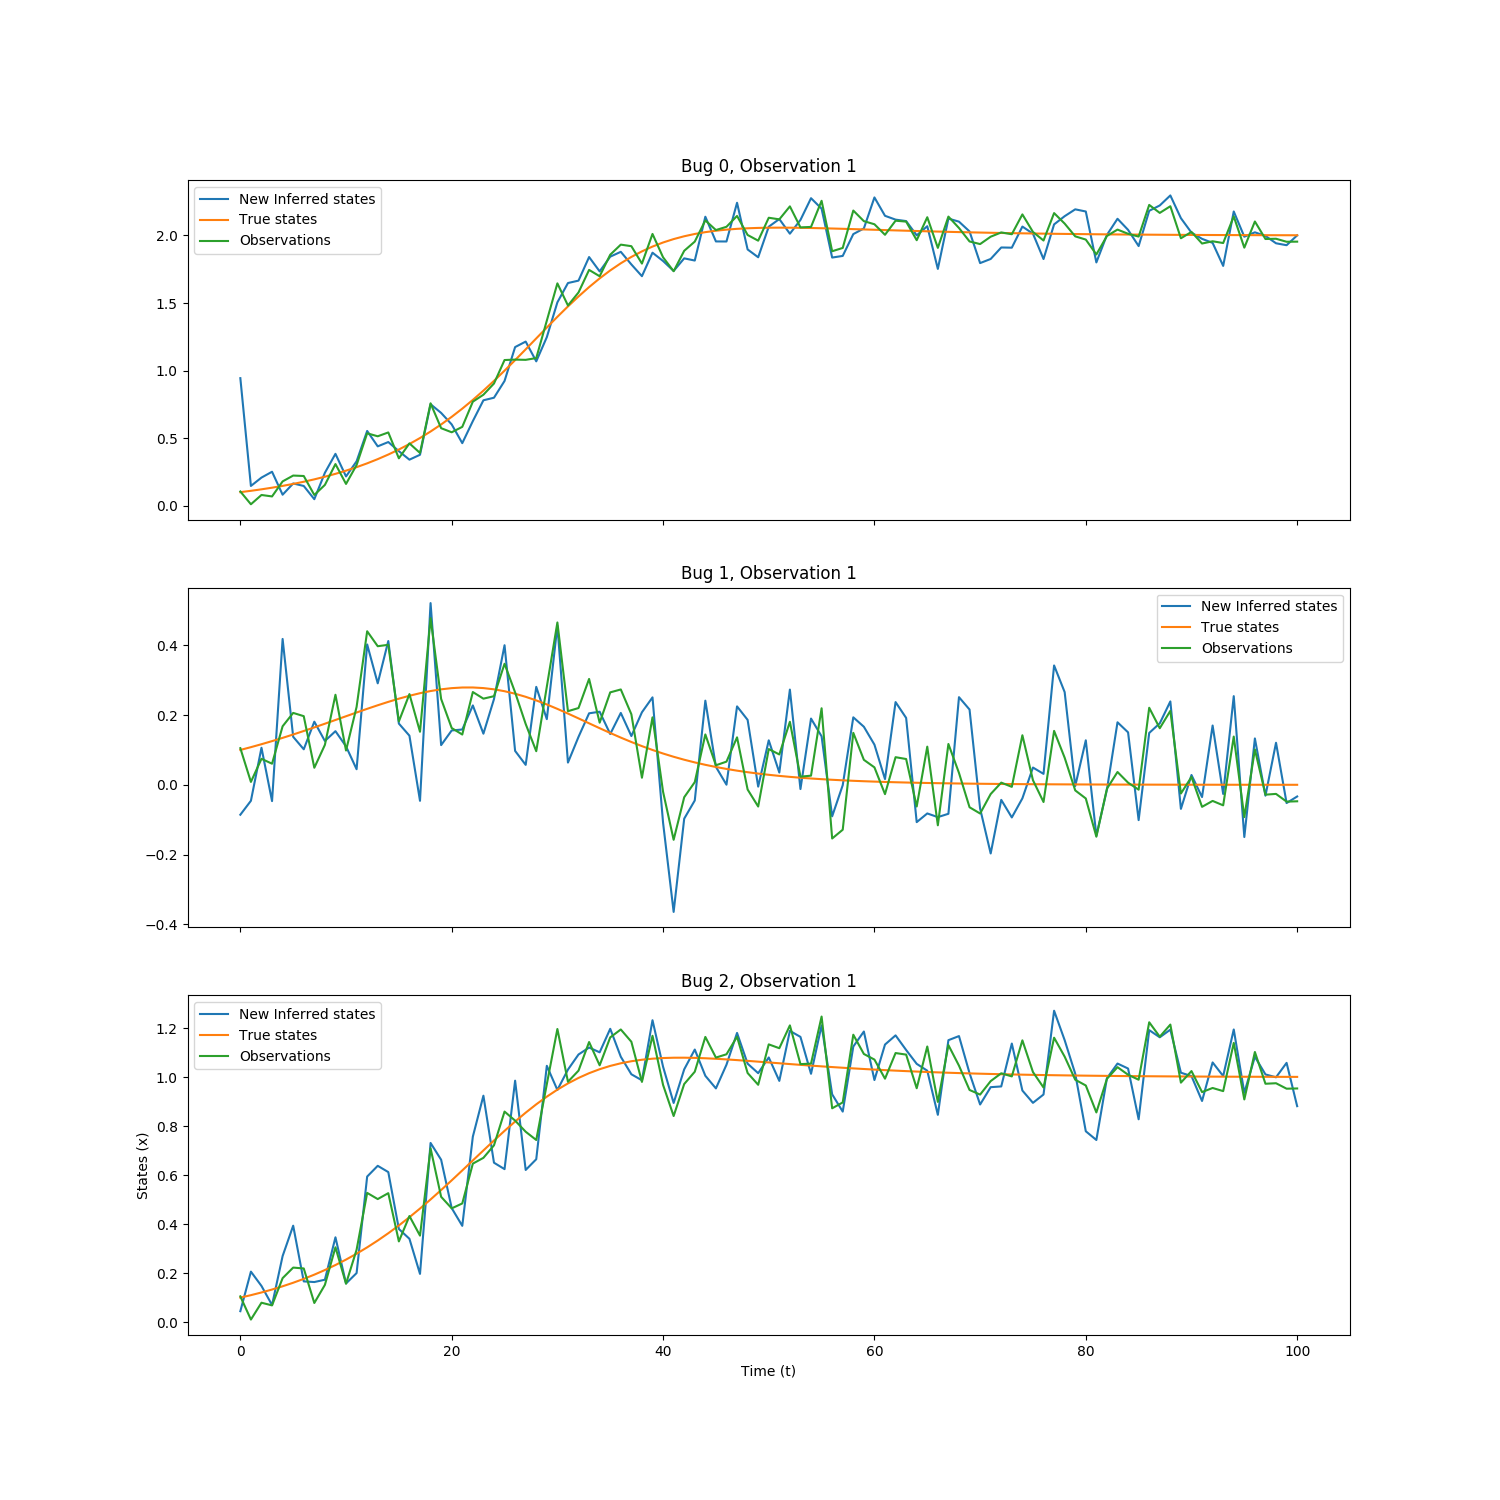 Bug 0, Observation 1
New Inferred states
True states
Observations
2.0
1.5
1.0
0.5
0.0
Bug 1, Observation 1
New Inferred states
True states
Observations
0.4
0.2
0.0
−0.2
−0.4
Bug 2, Observation 1
New Inferred states
True states
Observations
1.2
1.0
0.8
0.6
0.4
0.2
0.0
States (x)
0 20 40 60 80 100
Time (t)